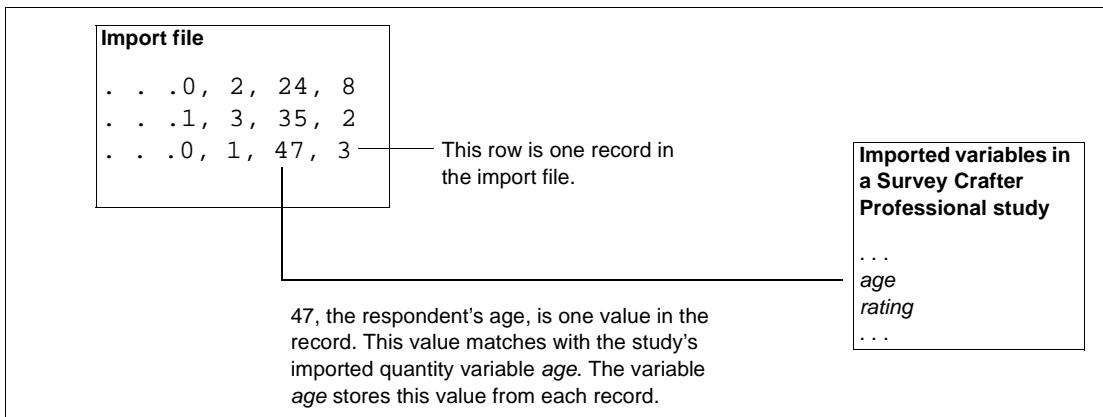 Import file
. . .0, 2, 24, 8
. . .1, 3, 35, 2
. . .0, 1, 47, 3
This row is one record in
the import file.
Imported variables in
a Survey Crafter
Professional study
. . .
age
rating
. . .
47, the respondent’s age, is one value in the
record. This value matches with the study’s
imported quantity variable age. The variable
age stores this value from each record.